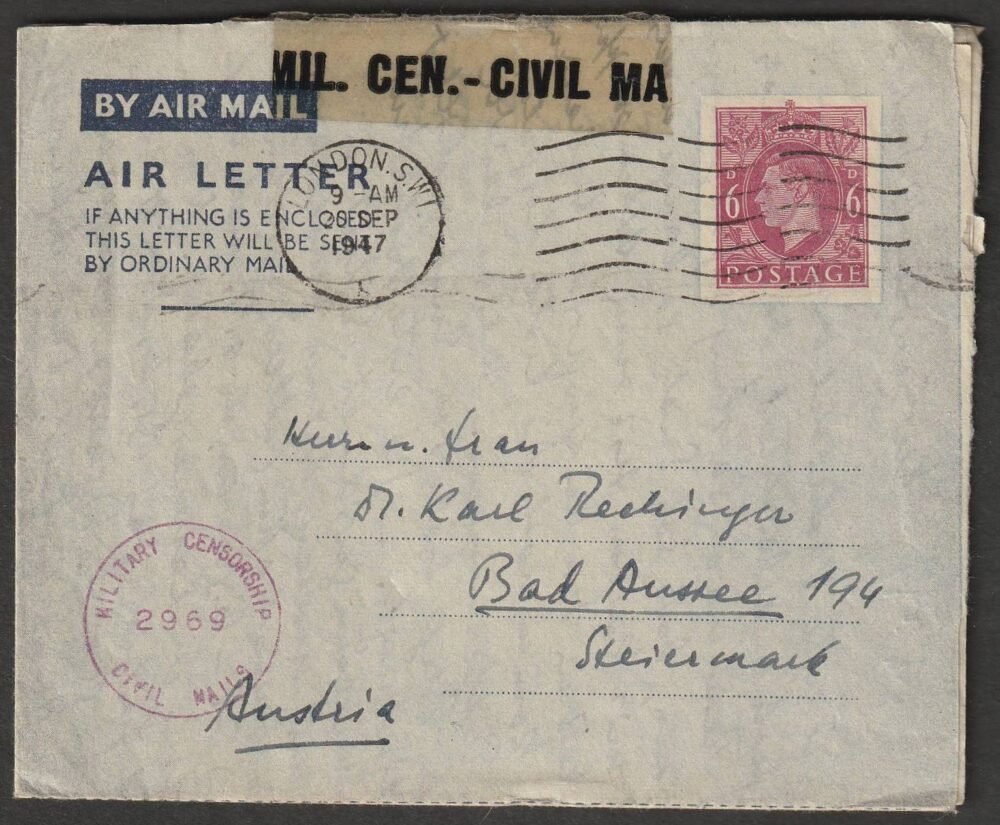 MIL. CEN.- CIVIL MA
BY AIR MAIL
AIR LETTER
IF ANYTHING IS ENCLOSED
THIS LETTER WILL BE SENT
BY ORDINARY MAIL
LONDON. S.W.1.
9 - AM
20 SEP
1947
D D
6 6
POSTAGE
Herrn u. Frau
Dr. Karl Rechinger
Bad Aussee 194
Steiermark
Austria
MILITARY CENSORSHIP
2969
CIVIL MAILS